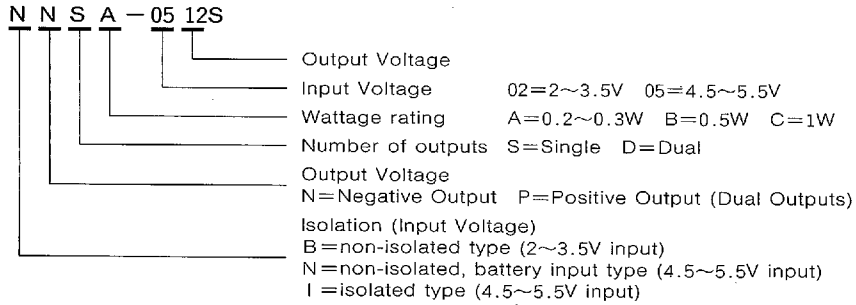 N N S A - 05 12S
Output Voltage
Input Voltage 02=2~3.5V 05=4.5~5.5V
Wattage rating A=0.2~0.3W B=0.5W C=1W
Number of outputs S=Single D=Dual
Output Voltage
N=Negative Output P=Positive Output (Dual Outputs)
Isolation (Input Voltage)
B=non-isolated type (2~3.5V input)
N=non-isolated, battery input type (4.5~5.5V input)
I=isolated type (4.5~5.5V input)